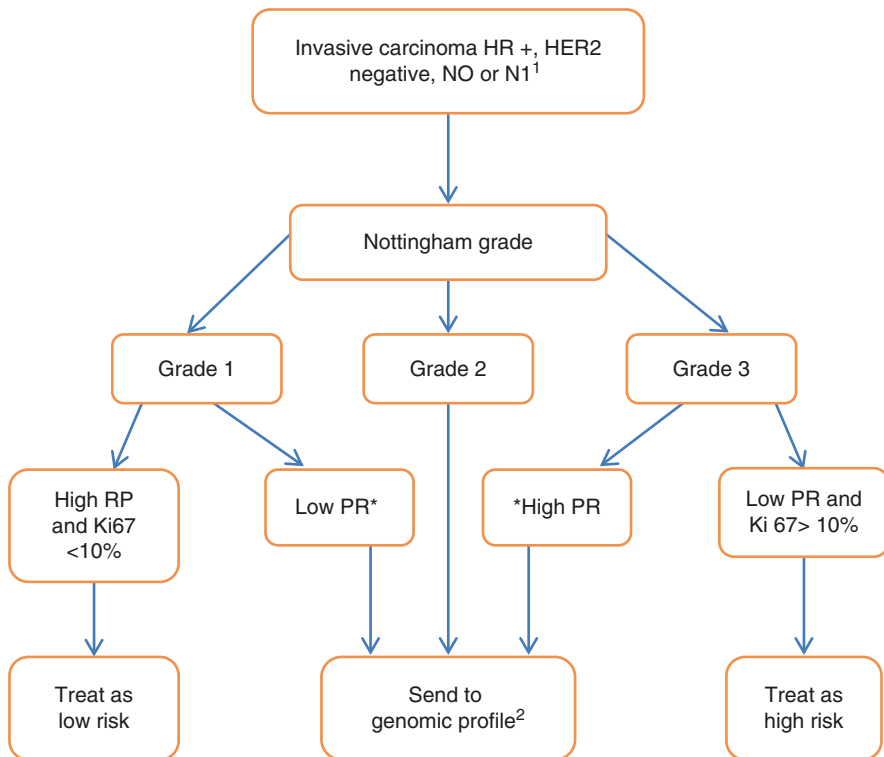 Invasive carcinoma HR +, HER2
negative, NO or N1¹
Nottingham grade
Grade 1
Grade 2
Grade 3
High RP
and Ki67
<10%
Low PR*
*High PR
Low PR and
Ki 67> 10%
Treat as
low risk
Send to
genomic profile²
Treat as
high risk